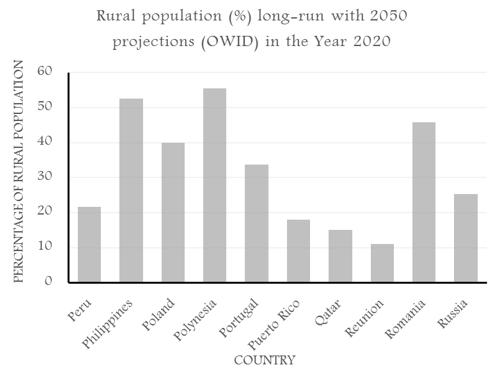 Rural population (%) long-run with 2050
projections (OWID) in the Year 2020
PERCENTAGE OF RURAL POPULATION
60
50
40
30
20
10
0
Peru
Philippines
Poland
Polynesia
Portugal
Puerto Rico
Qatar
Reunion
Romania
Russia
COUNTRY